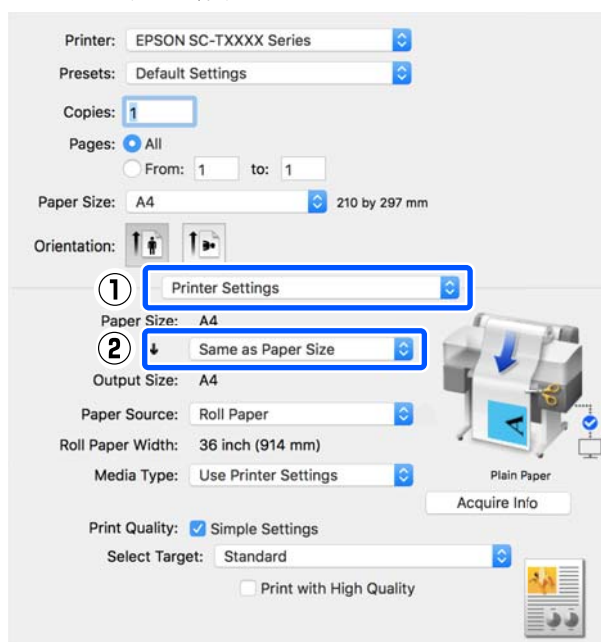 Printer: EPSON SC-TXXXX Series
Presets: Default Settings
Copies: 1
Pages: All
From: 1 to: 1
Paper Size: A4 210 by 297 mm
Orientation:
① Printer Settings
Paper Size: A4
② Same as Paper Size
Output Size: A4
Paper Source: Roll Paper
Roll Paper Width: 36 inch (914 mm)
Media Type: Use Printer Settings
A
Plain Paper
Acquire Info
Print Quality: Simple Settings
Select Target: Standard
Print with High Quality